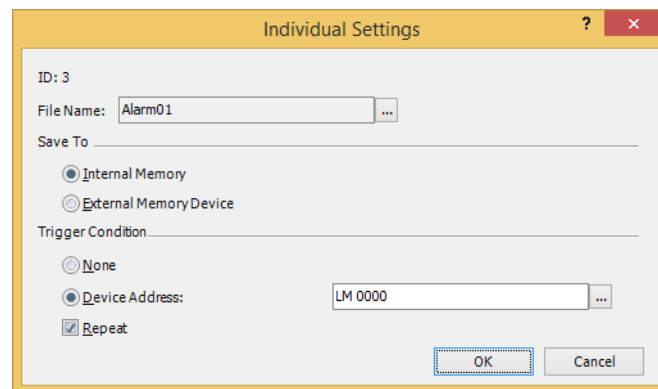 Individual Settings ? ×
ID: 3
File Name: Alarm01 ...
Save To
Internal Memory
External Memory Device
Trigger Condition
None
Device Address: LM 0000 ...
Repeat
OK Cancel